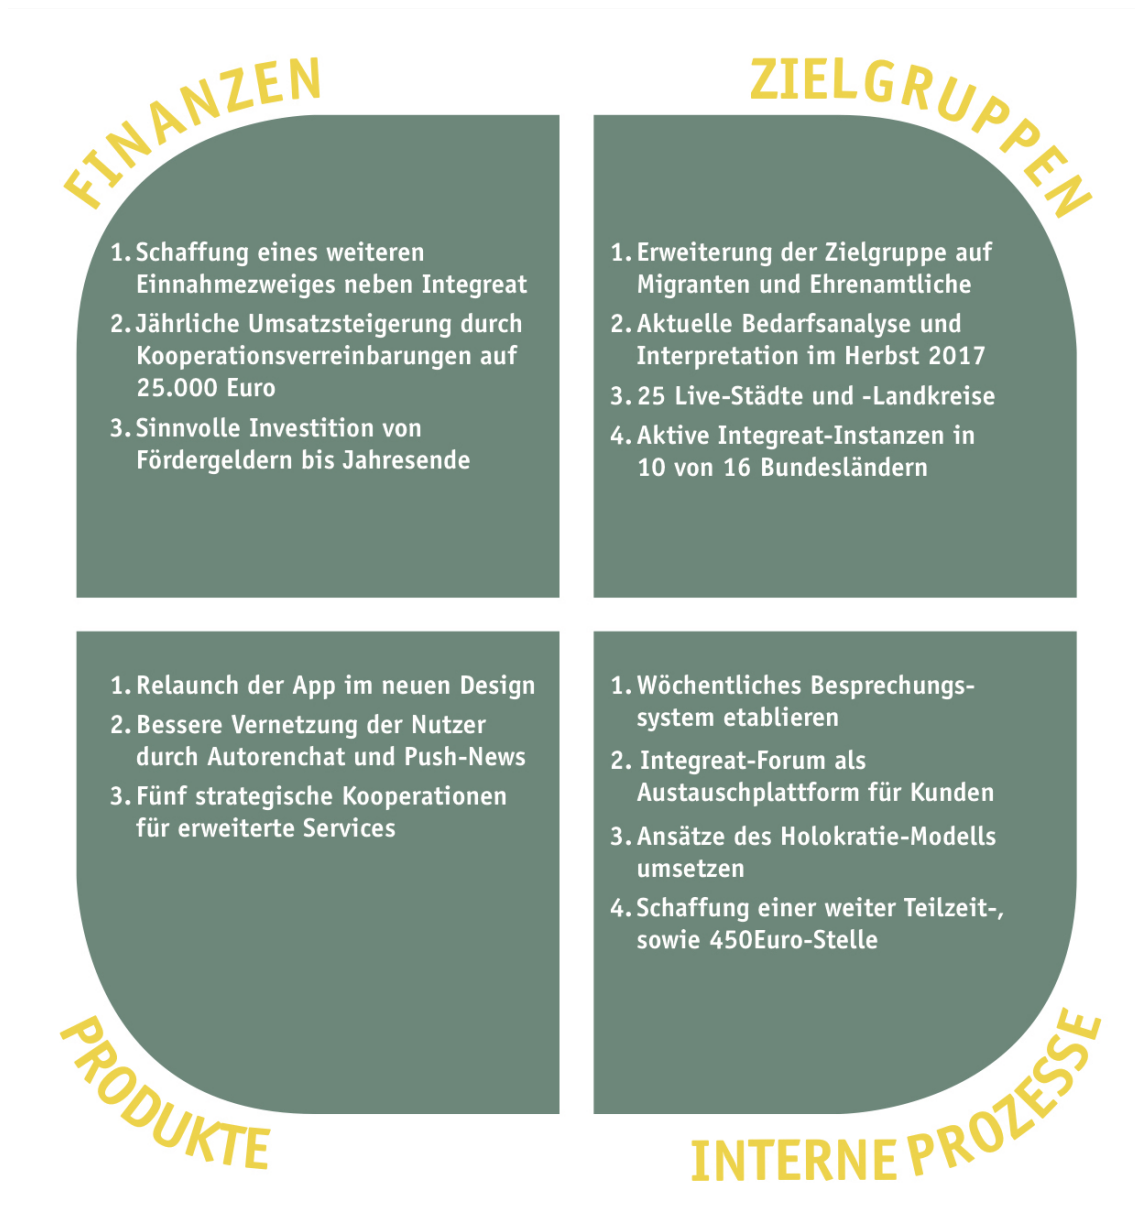 FINANZEN
1. Schaffung eines weiteren
Einnahmezweiges neben Integreat
2. Jährliche Umsatzsteigerung durch
Kooperationsverreinbarungen auf
25.000 Euro
3. Sinnvolle Investition von
Fördergeldern bis Jahresende
ZIELGRUPPEN
1. Erweiterung der Zielgruppe auf
Migranten und Ehrenamtliche
2. Aktuelle Bedarfsanalyse und
Interpretation im Herbst 2017
3. 25 Live-Städte und -Landkreise
4. Aktive Integreat-Instanzen in
10 von 16 Bundesländern
1. Relaunch der App im neuen Design
2. Bessere Vernetzung der Nutzer
durch Autorenchat und Push-News
3. Fünf strategische Kooperationen
für erweiterte Services
PRODUKTE
1. Wöchentliches Besprechungs-
system etablieren
2. Integreat-Forum als
Austauschplattform für Kunden
3. Ansätze des Holokratie-Modells
umsetzen
4. Schaffung einer weiter Teilzeit-,
sowie 450Euro-Stelle
INTERNE PROZESSE